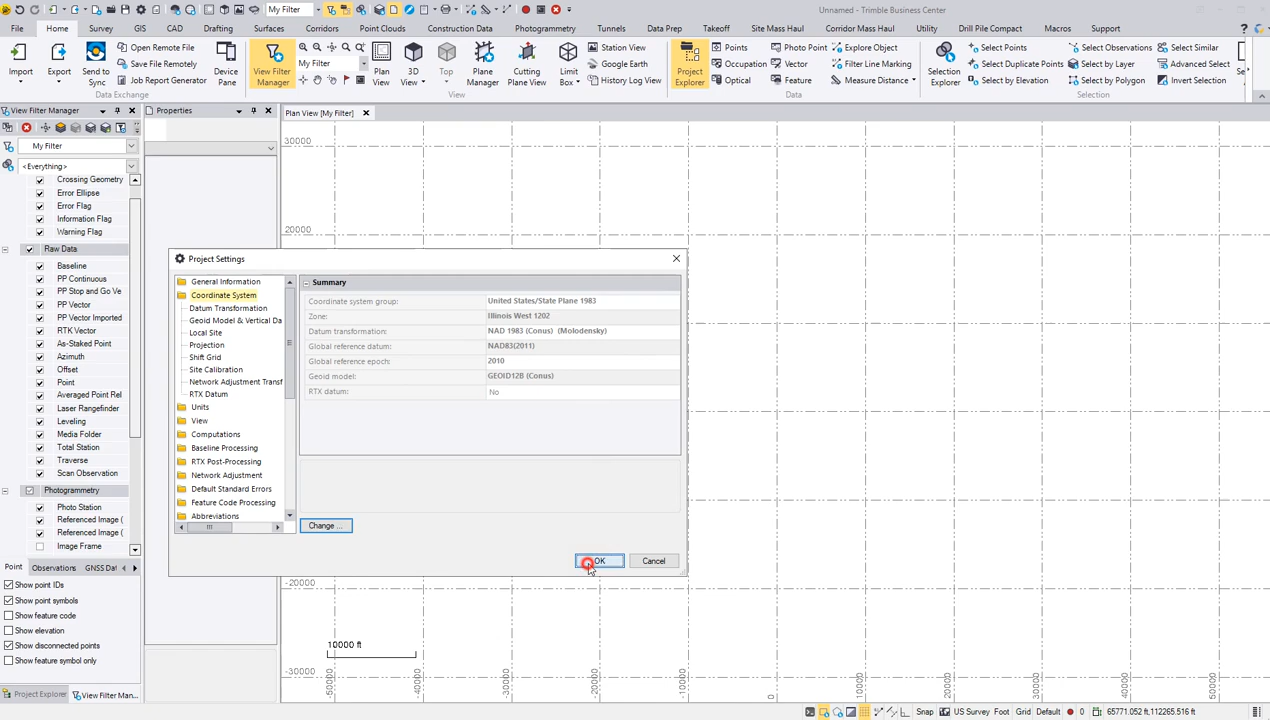 My Filter
Unnamed - Trimble Business Center
File Home Survey GIS CAD Drafting Surfaces Corridors Point Clouds Construction Data Photogrammetry Tunnels Data Prep Takeoff Site Mass Haul Corridor Mass Haul Utility Drill Pile Complement Macros Support
Import Export Send to Sync Open Remote File Save File Remotely Job Report Generator Device Pane
Data Exchange
View Filter Manager My Filter Plan View 3D View Top Plane Manager Cutting Plane View Limit Box Station View Google Earth History Log View
View
Project Explorer Points Occupation Optical Photo Point Vector Feature Explore Object Filter Line Marking Measure Distance
Data
Selection Explorer Select Points Select Duplicate Points Select by Elevation Select Observations Select by Layer Select by Polygon Select Similar Advanced Select Invert Selection
Selection
View Filter Manager
Properties
Plan View [My Filter]
My Filter
<Everything>
Crossing Geometry
Error Ellipse
Error Flag
Information Flag
Warning Flag
Raw Data
Baseline
PP Continuous
PP Stop and Go Ve
PP Vector
PP Vector Imported
RTK Vector
As-Staked Point
Azimuth
Offset
Point
Averaged Point Rel
Laser Rangefinder
Leveling
Media Folder
Total Station
Traverse
Scan Observation
Photogrammetry
Photo Station
Referenced Image (
Referenced Image (
Image Frame
Point Observations GNSS Dat
Show point IDs
Show point symbols
Show feature code
Show elevation
Show disconnected points
Show feature symbol only
Project Explorer View Filter Man...
Project Settings
General Information
Coordinate System
Datum Transformation
Geoid Model & Vertical Da
Local Site
Projection
Shift Grid
Site Calibration
Network Adjustment Transf
RTX Datum
Units
View
Computations
Baseline Processing
RTX Post-Processing
Network Adjustment
Default Standard Errors
Feature Code Processing
Abbreviations
Summary
Coordinate system group: United States/State Plane 1983
Zone: Illinois West 1202
Datum transformation: NAD 1983 (Conus) (Molodensky)
Global reference datum: NAD83(2011)
Global reference epoch: 2010
Geoid model: GEOID12B (Conus)
RTX datum: No
Change ...
OK Cancel
30000
20000
-20000
-30000
10000 ft
-50000 -40000 -30000 -20000 -10000 0 10000 20000 30000 40000 50000
Snap US Survey Foot Grid Default 0 65771.052 ft,112265.516 ft